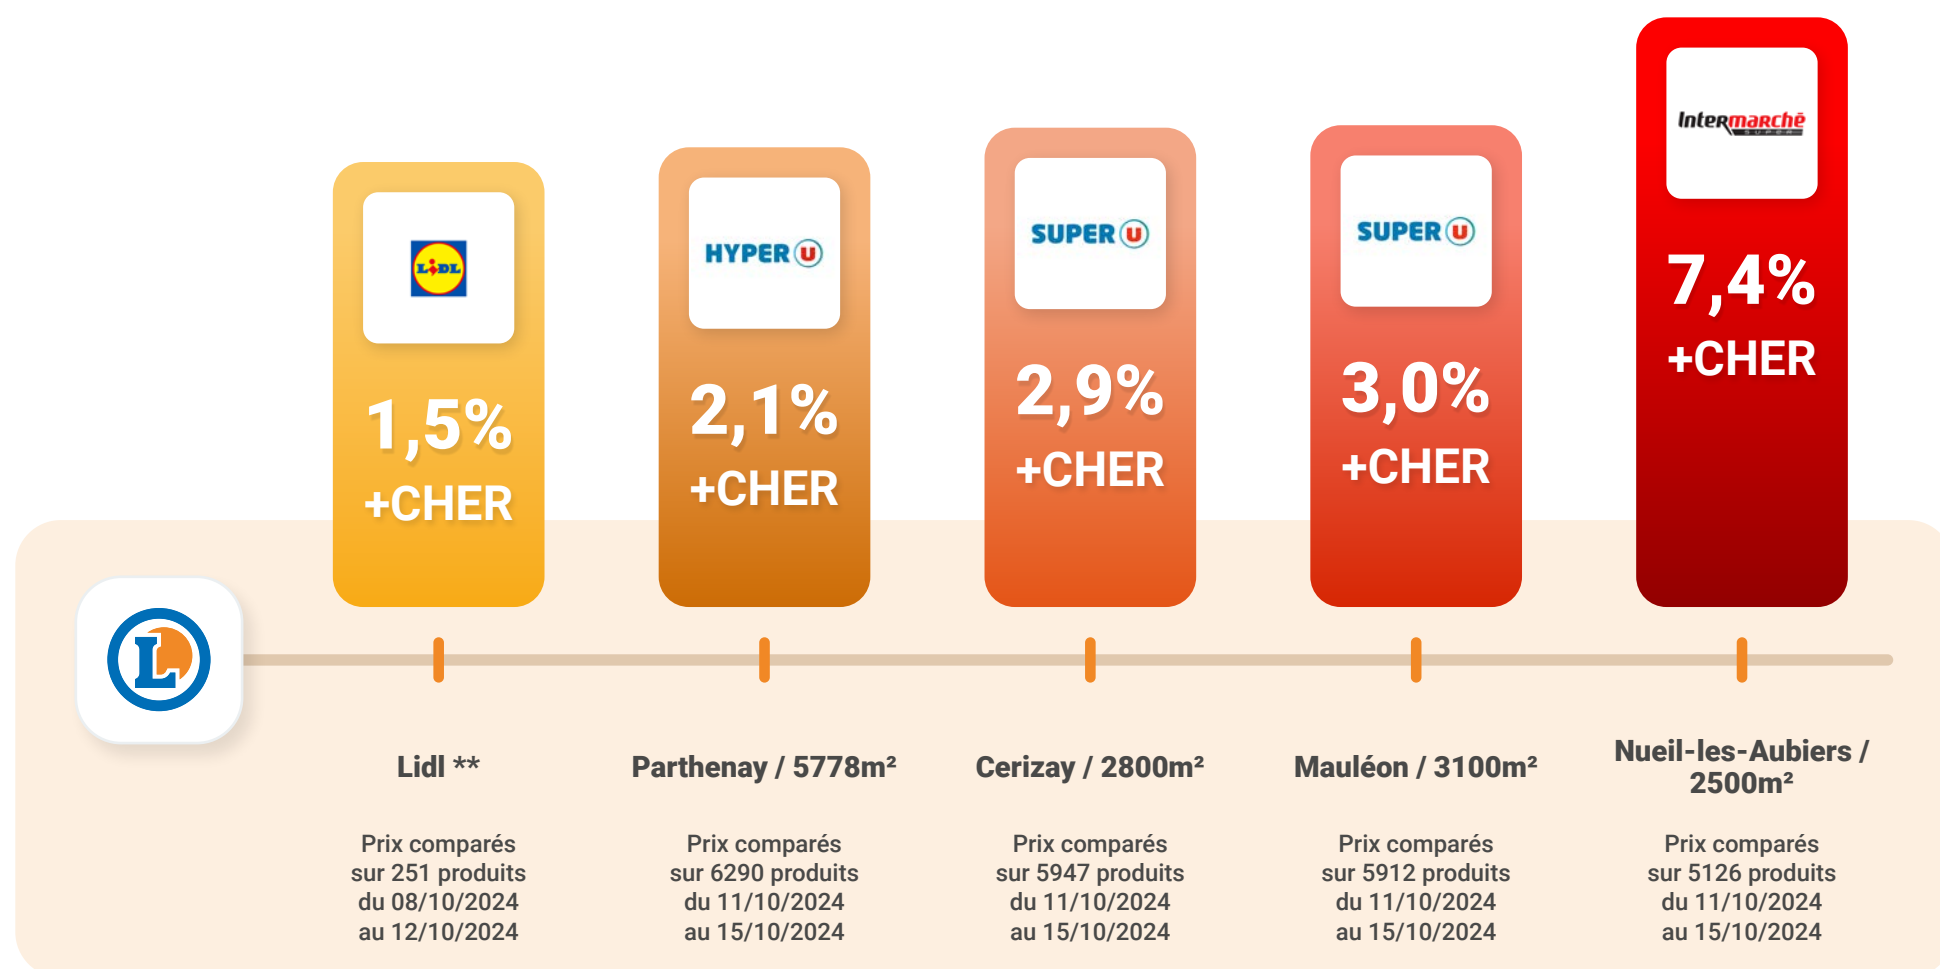 LiDL
1,5%
+CHER
HYPER U
2,1%
+CHER
SUPER U
2,9%
+CHER
SUPER U
3,0%
+CHER
Intermarchē
SUPER
7,4%
+CHER
L
Lidl **
Prix comparés
sur 251 produits
du 08/10/2024
au 12/10/2024
Parthenay / 5778m²
Prix comparés
sur 6290 produits
du 11/10/2024
au 15/10/2024
Cerizay / 2800m²
Prix comparés
sur 5947 produits
du 11/10/2024
au 15/10/2024
Mauléon / 3100m²
Prix comparés
sur 5912 produits
du 11/10/2024
au 15/10/2024
Nueil-les-Aubiers /
2500m²
Prix comparés
sur 5126 produits
du 11/10/2024
au 15/10/2024